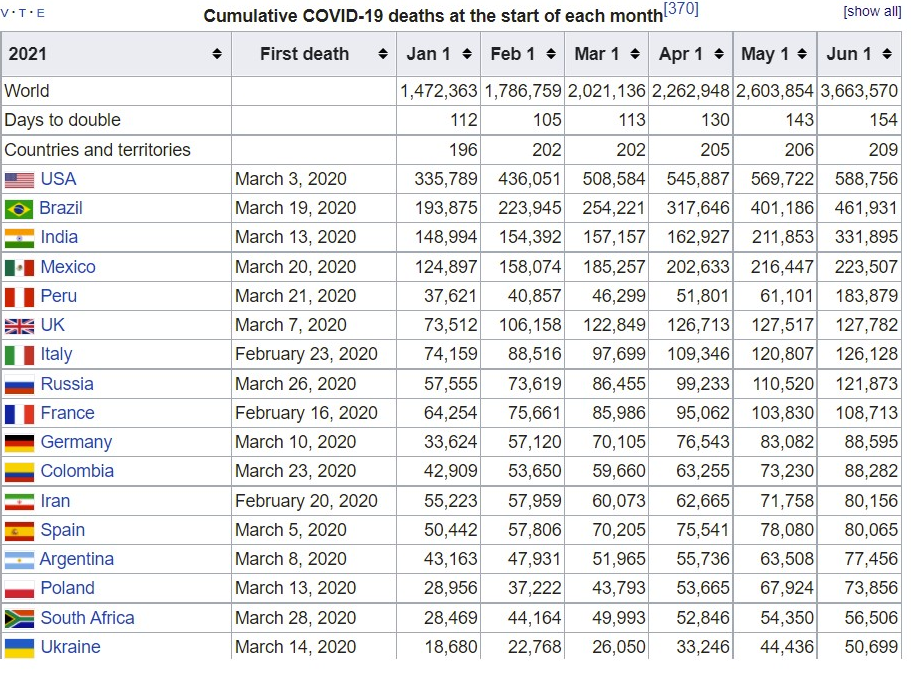 V · T · E
Cumulative COVID-19 deaths at the start of each month[370]
[show all]
2021 First death Jan 1 Feb 1 Mar 1 Apr 1 May 1 Jun 1
World 1,472,363 1,786,759 2,021,136 2,262,948 2,603,854 3,663,570
Days to double 112 105 113 130 143 154
Countries and territories 196 202 202 205 206 209
USA March 3, 2020 335,789 436,051 508,584 545,887 569,722 588,756
Brazil March 19, 2020 193,875 223,945 254,221 317,646 401,186 461,931
India March 13, 2020 148,994 154,392 157,157 162,927 211,853 331,895
Mexico March 20, 2020 124,897 158,074 185,257 202,633 216,447 223,507
Peru March 21, 2020 37,621 40,857 46,299 51,801 61,101 183,879
UK March 7, 2020 73,512 106,158 122,849 126,713 127,517 127,782
Italy February 23, 2020 74,159 88,516 97,699 109,346 120,807 126,128
Russia March 26, 2020 57,555 73,619 86,455 99,233 110,520 121,873
France February 16, 2020 64,254 75,661 85,986 95,062 103,830 108,713
Germany March 10, 2020 33,624 57,120 70,105 76,543 83,082 88,595
Colombia March 23, 2020 42,909 53,650 59,660 63,255 73,230 88,282
Iran February 20, 2020 55,223 57,959 60,073 62,665 71,758 80,156
Spain March 5, 2020 50,442 57,806 70,205 75,541 78,080 80,065
Argentina March 8, 2020 43,163 47,931 51,965 55,736 63,508 77,456
Poland March 13, 2020 28,956 37,222 43,793 53,665 67,924 73,856
South Africa March 28, 2020 28,469 44,164 49,993 52,846 54,350 56,506
Ukraine March 14, 2020 18,680 22,768 26,050 33,246 44,436 50,699